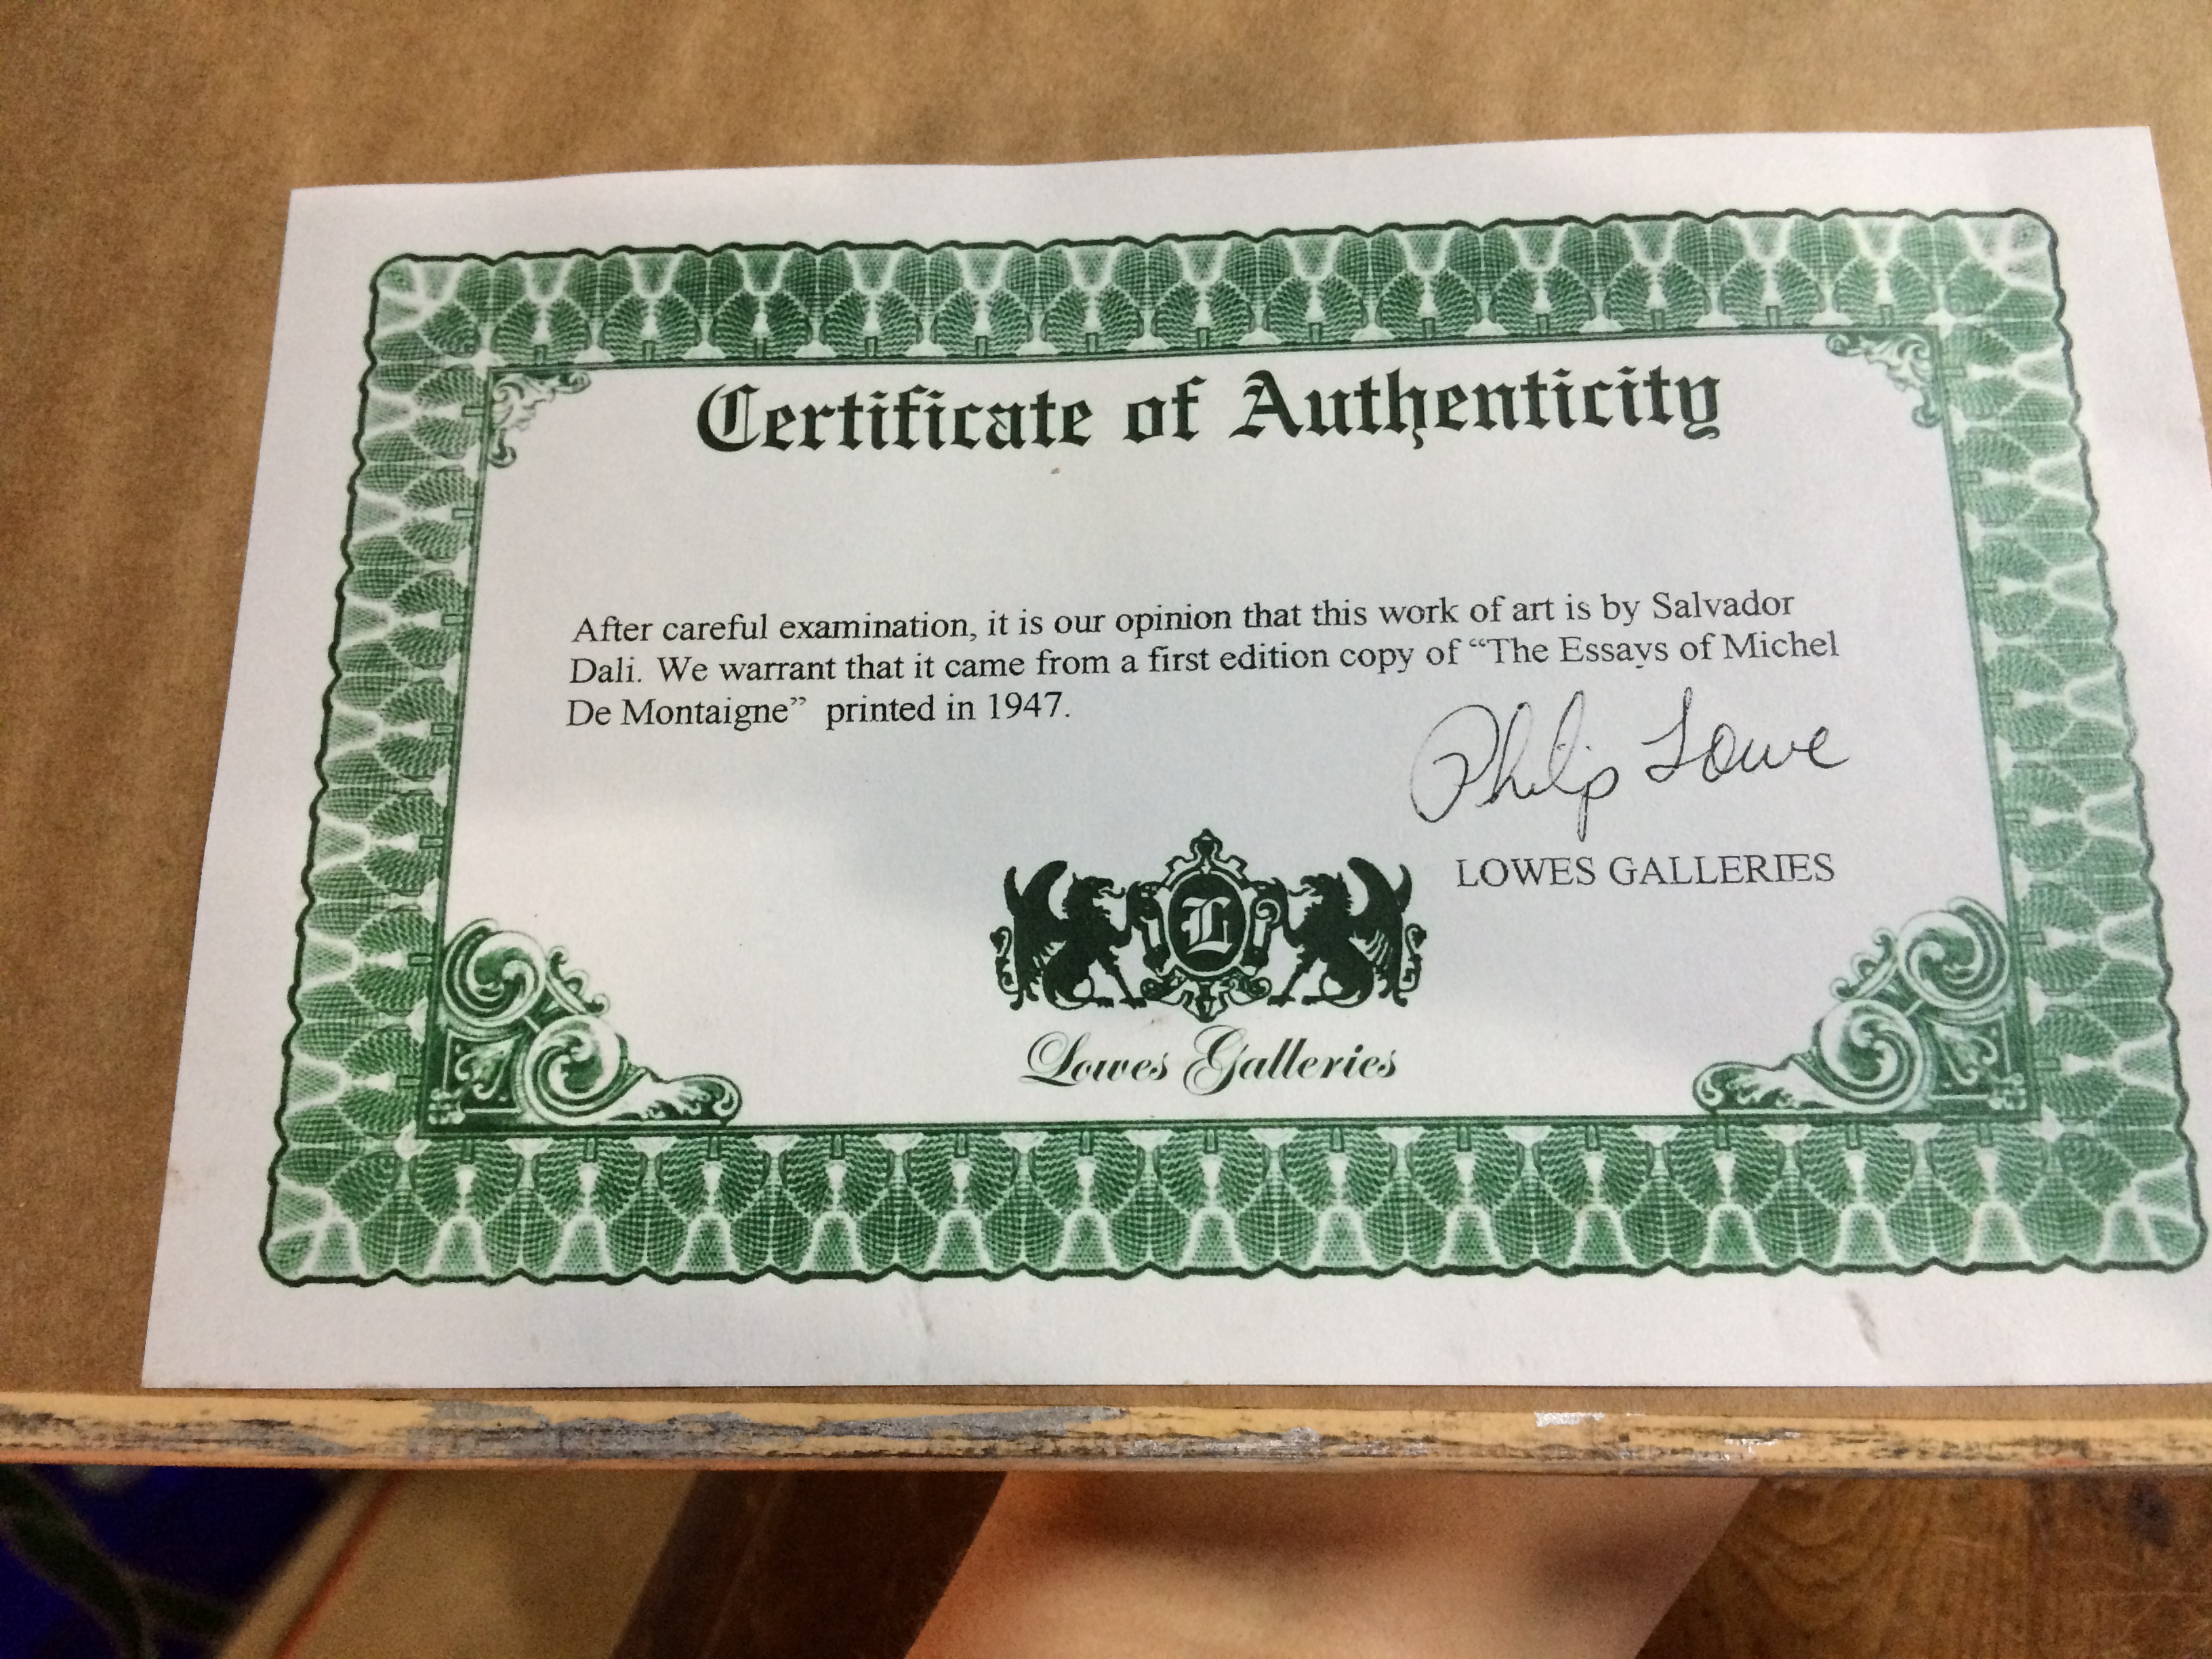 Certificate of Authenticity
After careful examination, it is our opinion that this work of art is by Salvador
Dali. We warrant that it came from a first edition copy of “The Essays of Michel
De Montaigne” printed in 1947.
Philip Lowe
LOWES GALLERIES
L
Lowes Galleries